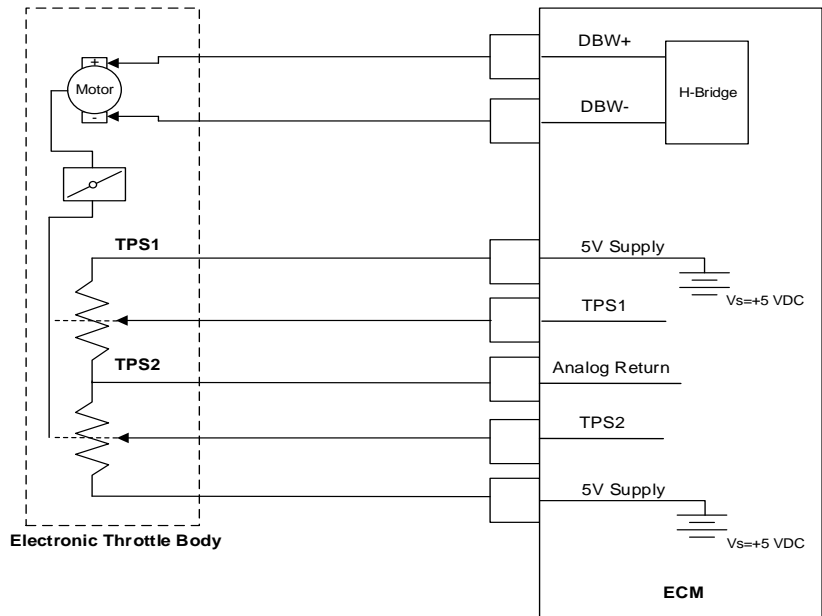 DBW+
+
Motor
H-Bridge
DBW-
-
TPS1
5V Supply
Vs=+5 VDC
TPS1
TPS2
Analog Return
TPS2
5V Supply
Electronic Throttle Body
Vs=+5 VDC
ECM